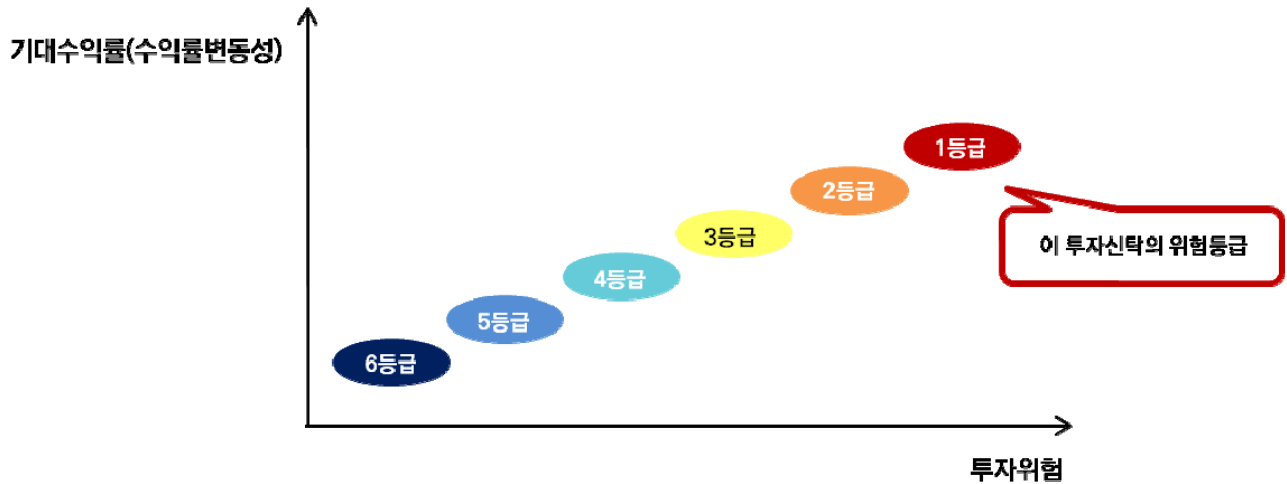 기대수익률(수익률변동성)
1등급
2등급
3등급
이 투자신탁의 위험등급
4등급
5등급
6등급
투자위험